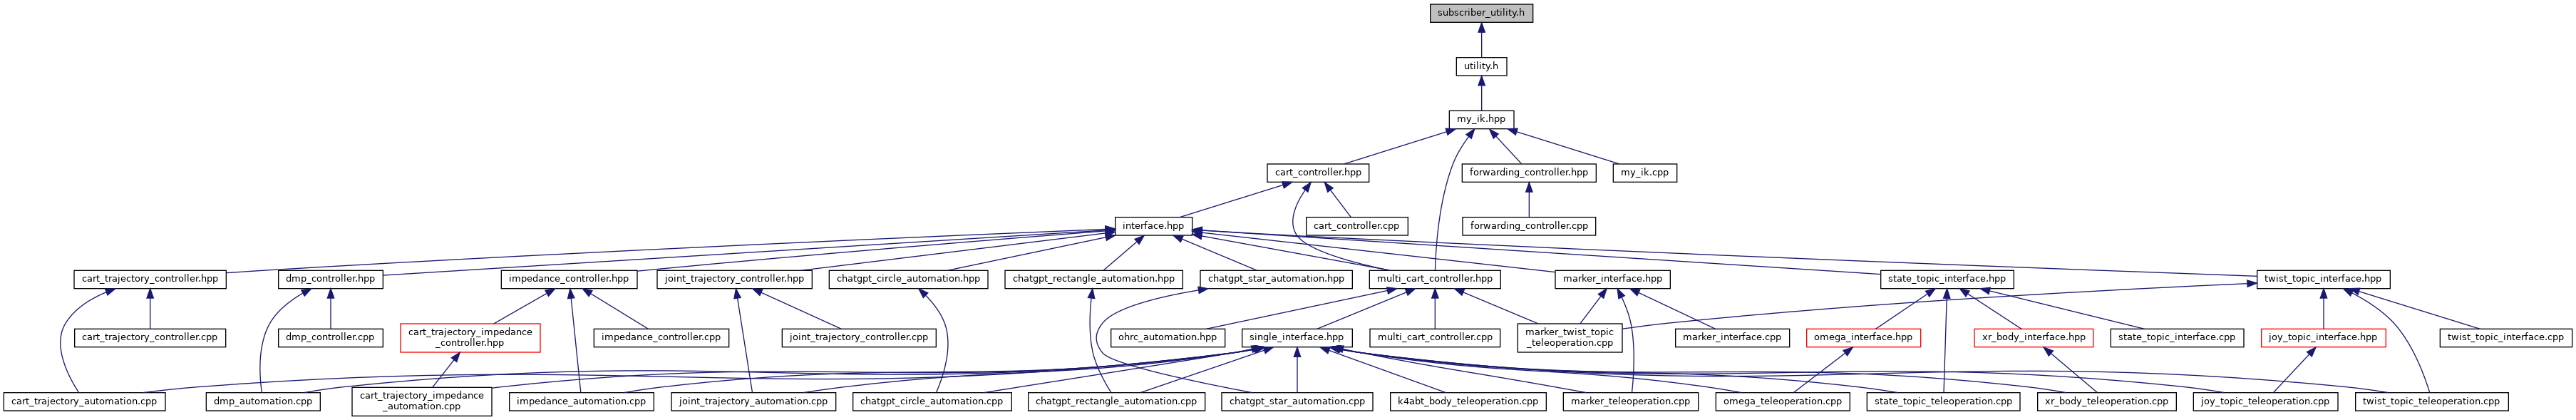 subscriber_utility.h
utility.h
my_ik.hpp
cart_controller.hpp
forwarding_controller.hpp
my_ik.cpp
interface.hpp
cart_controller.cpp
forwarding_controller.cpp
cart_trajectory_controller.hpp
dmp_controller.hpp
impedance_controller.hpp
joint_trajectory_controller.hpp
chatgpt_circle_automation.hpp
chatgpt_rectangle_automation.hpp
chatgpt_star_automation.hpp
multi_cart_controller.hpp
marker_interface.hpp
state_topic_interface.hpp
twist_topic_interface.hpp
cart_trajectory_controller.cpp
dmp_controller.cpp
cart_trajectory_impedance
_controller.hpp
impedance_controller.cpp
joint_trajectory_controller.cpp
ohrc_automation.hpp
single_interface.hpp
multi_cart_controller.cpp
marker_twist_topic
_teleoperation.cpp
marker_interface.cpp
omega_interface.hpp
xr_body_interface.hpp
state_topic_interface.cpp
joy_topic_interface.hpp
twist_topic_interface.cpp
cart_trajectory_automation.cpp
dmp_automation.cpp
cart_trajectory_impedance
_automation.cpp
impedance_automation.cpp
joint_trajectory_automation.cpp
chatgpt_circle_automation.cpp
chatgpt_rectangle_automation.cpp
chatgpt_star_automation.cpp
k4abt_body_teleoperation.cpp
marker_teleoperation.cpp
omega_teleoperation.cpp
state_topic_teleoperation.cpp
xr_body_teleoperation.cpp
joy_topic_teleoperation.cpp
twist_topic_teleoperation.cpp